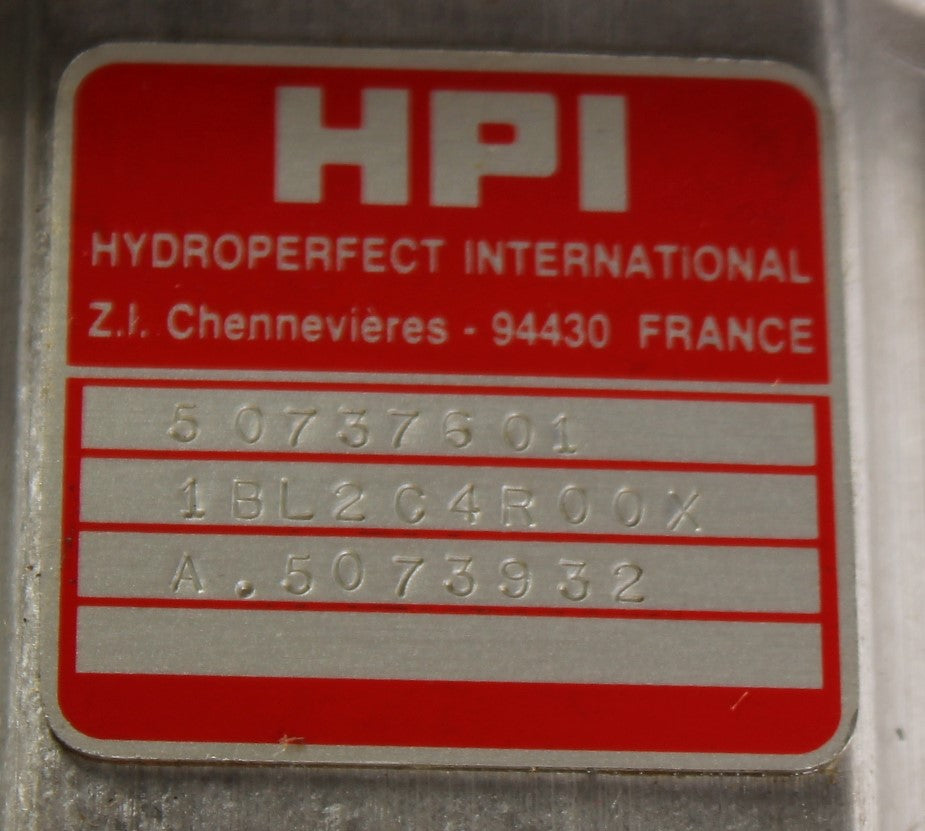 HPI
HYDROPERFECT INTERNATIONAL
Z.I. Chennevières - 94430 FRANCE
50737601
1BL2C4R00X
A.5073932